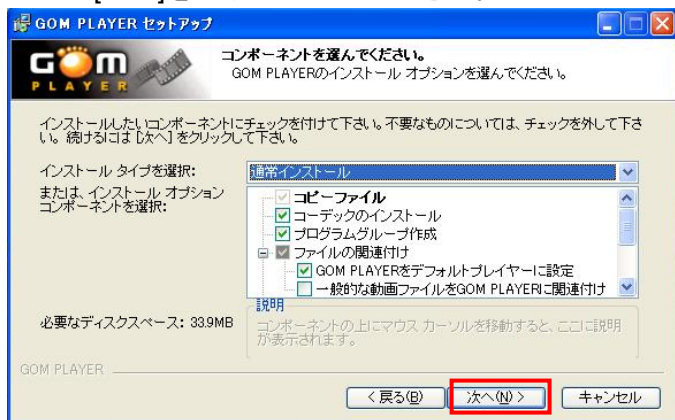 GOM PLAYER セットアップ
GOM
PLAYER
コンポーネントを選んでください。
GOM PLAYERのインストール オプションを選んでください。
インストールしたいコンポーネントにチェックを付けて下さい。不要なものについては、チェックを外して下さ
い。続けるには [次へ] をクリックして下さい。
インストール タイプを選択:
通常インストール
または、インストール オプション
コンポーネントを選択:
コピーファイル
コーデックのインストール
プログラムグループ作成
ファイルの関連付け
GOM PLAYERをデフォルトプレイヤーに設定
一般的な動画ファイルをGOM PLAYERに関連付け
必要なディスクスペース: 33.9MB
説明
コンポーネントの上にマウス カーソルを移動すると、ここに説明
が表示されます。
GOM PLAYER
< 戻る(B)
次へ(N) >
キャンセル